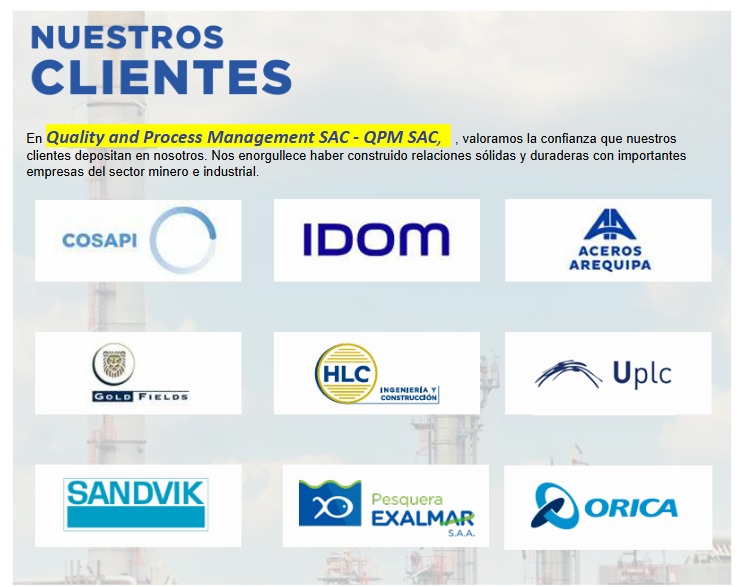 NUESTROS
CLIENTES
En Quality and Process Management SAC - QPM SAC, , valoramos la confianza que nuestros
clientes depositan en nosotros. Nos enorgullece haber construido relaciones sólidas y duraderas con importantes
empresas del sector minero e industrial.
COSAPI
IDOM
ACEROS
AREQUIPA
GOLD FIELDS
HLC
INGENIERÍA Y
CONSTRUCCIÓN
Uplc
SANDVIK
Pesquera
EXALMAR
S.A.A.
ORICA